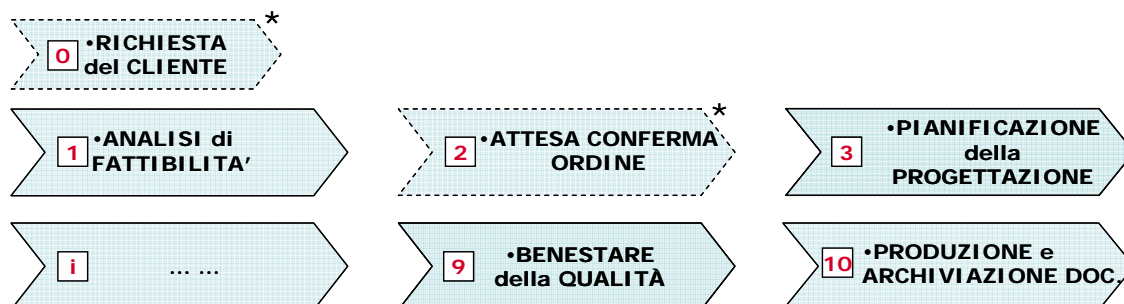 *
0 •RICHIESTA
del CLIENTE
1 •ANALISI di
FATTIBILITA’
*
2 •ATTESA CONFERMA
ORDINE
3 •PIANIFICAZIONE
della
PROGETTAZIONE
i ... ...
9 •BENESTARE
della QUALITÀ
10 •PRODUZIONE e
ARCHIVIAZIONE DOC.